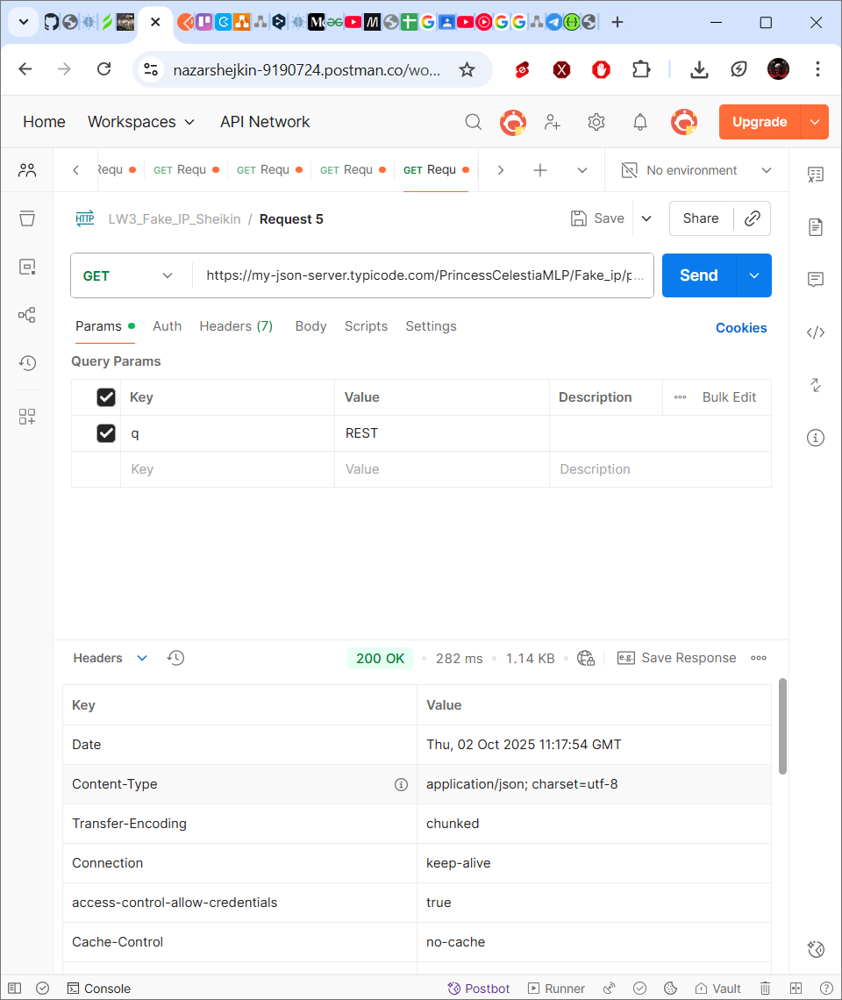 nazarshejkin-9190724.postman.co/wo...
Home Workspaces API Network Upgrade
Requ GET Requ GET Requ GET Requ GET Requ No environment
HTTP LW3_Fake_IP_Sheikin / Request 5 Save Share
GET https://my-json-server.typicode.com/PrincessCelestiaMLP/Fake_ip/p... Send
Params Auth Headers (7) Body Scripts Settings Cookies
Query Params
Key Value Description Bulk Edit
q REST
Key Value Description
Headers 200 OK 282 ms 1.14 KB e.g. Save Response
Key Value
Date Thu, 02 Oct 2025 11:17:54 GMT
Content-Type application/json; charset=utf-8
Transfer-Encoding chunked
Connection keep-alive
access-control-allow-credentials true
Cache-Control no-cache
Console Postbot Runner Vault